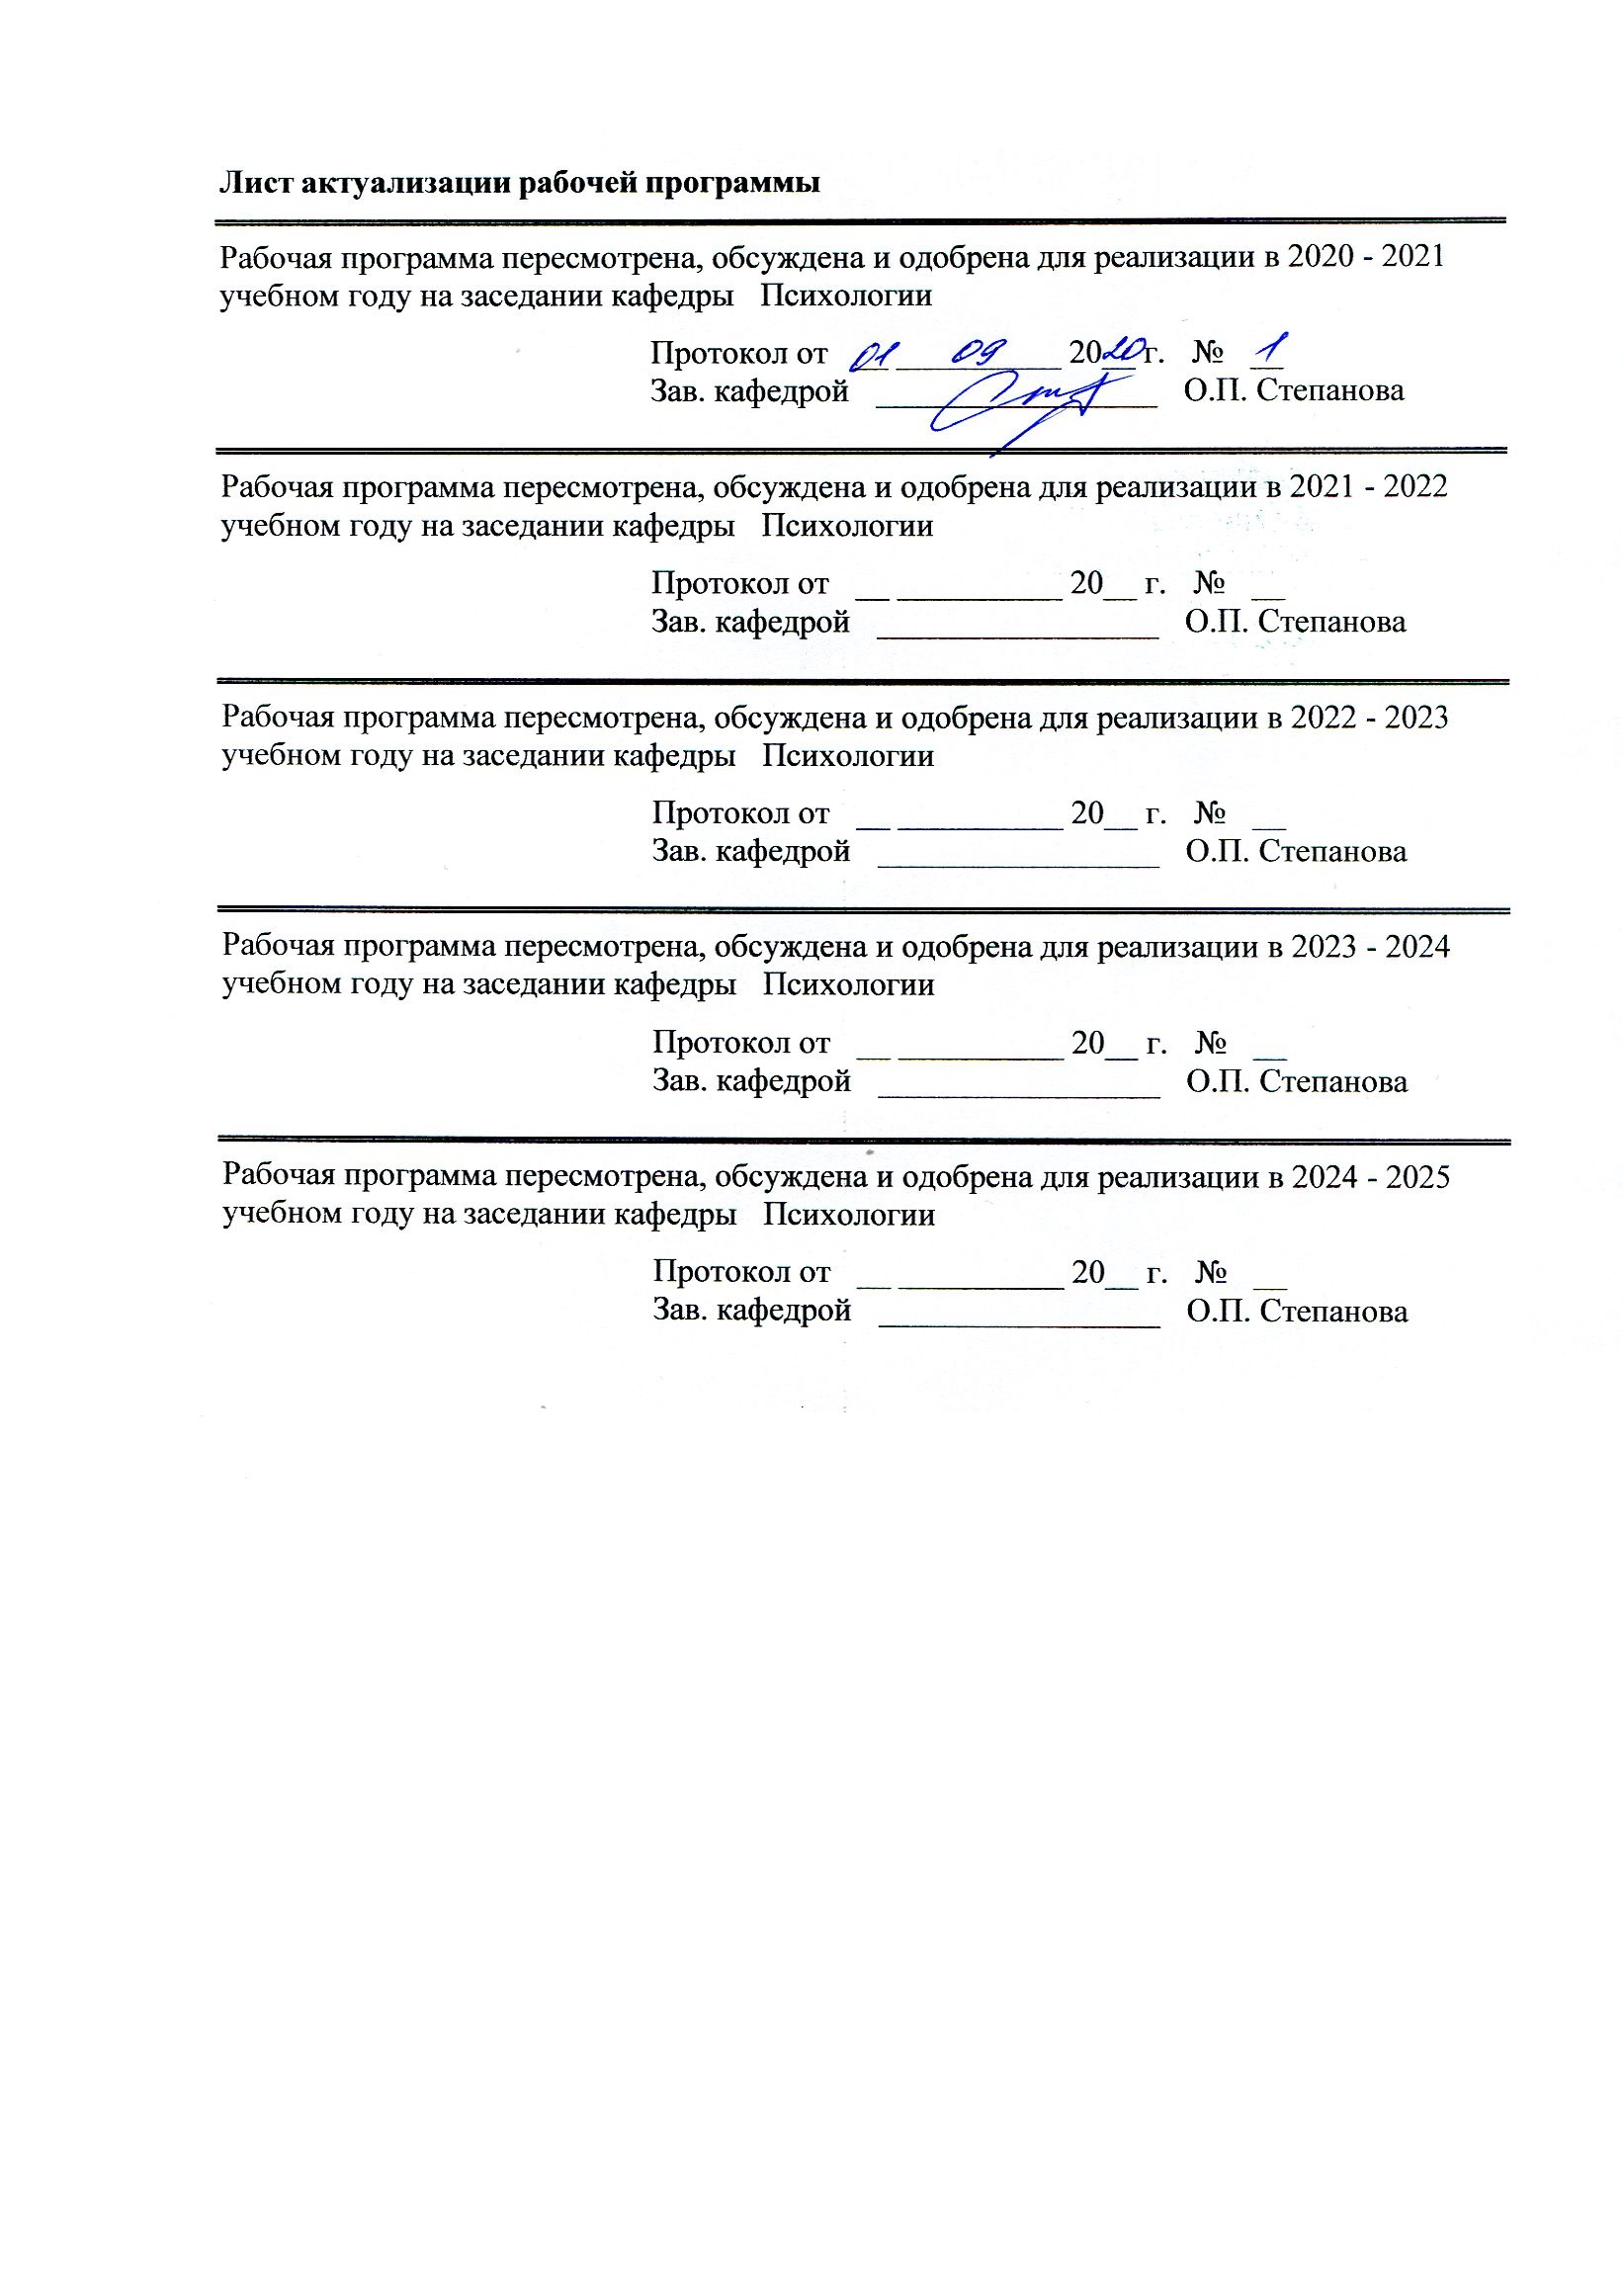 Лист актуализации рабочей программы
Рабочая программа пересмотрена, обсуждена и одобрена для реализации в 2020 - 2021
учебном году на заседании кафедры Психологии
Протокол от 01 09 2020 г. № 1
Зав. кафедрой ________________ О.П. Степанова
Рабочая программа пересмотрена, обсуждена и одобрена для реализации в 2021 - 2022
учебном году на заседании кафедры Психологии
Протокол от __ __________ 20__ г. № __
Зав. кафедрой _________________ О.П. Степанова
Рабочая программа пересмотрена, обсуждена и одобрена для реализации в 2022 - 2023
учебном году на заседании кафедры Психологии
Протокол от __ __________ 20__ г. № __
Зав. кафедрой _________________ О.П. Степанова
Рабочая программа пересмотрена, обсуждена и одобрена для реализации в 2023 - 2024
учебном году на заседании кафедры Психологии
Протокол от __ __________ 20__ г. № __
Зав. кафедрой _________________ О.П. Степанова
Рабочая программа пересмотрена, обсуждена и одобрена для реализации в 2024 - 2025
учебном году на заседании кафедры Психологии
Протокол от __ __________ 20__ г. № __
Зав. кафедрой _________________ О.П. Степанова